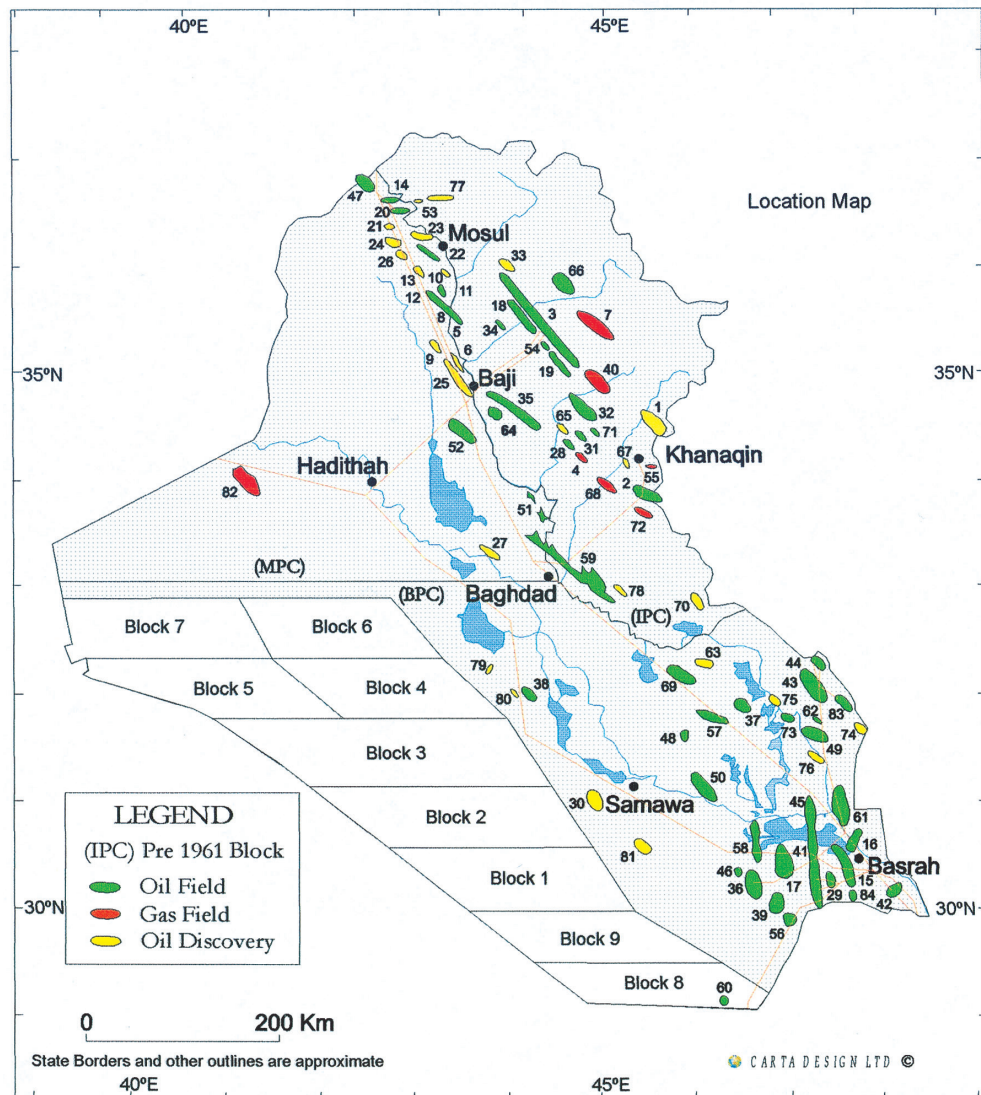 40ºE 45ºE
Location Map
47
14
77
20
53
21
23
Mosul
24
22
26
33
13
10
66
11
12
18
3
7
8
34
5
54
9
6
19
40
35ºN
25
Baji
35ºN
35
1
32
65
64
71
52
31
67
Khanaqin
28
Hadithah
4
55
2
82
68
51
72
27
59
(MPC)
Baghdad
78
(BPC)
70
(IPC)
Block 7
Block 6
63
44
79
43
Block 5
Block 4
69
75
38
83
80
37
62
57
73
74
48
49
Block 3
76
50
45
30
Samawa
61
Block 2
16
58
41
81
Basrah
46
15
Block 1
36
17
29
84
42
39
30ºN
30ºN
56
Block 9
Block 8
60
LEGEND
(IPC) Pre 1961 Block
Oil Field
Gas Field
Oil Discovery
0 200 Km
State Borders and other outlines are approximate
CARTA DESIGN LTD ©
40ºE 45ºE